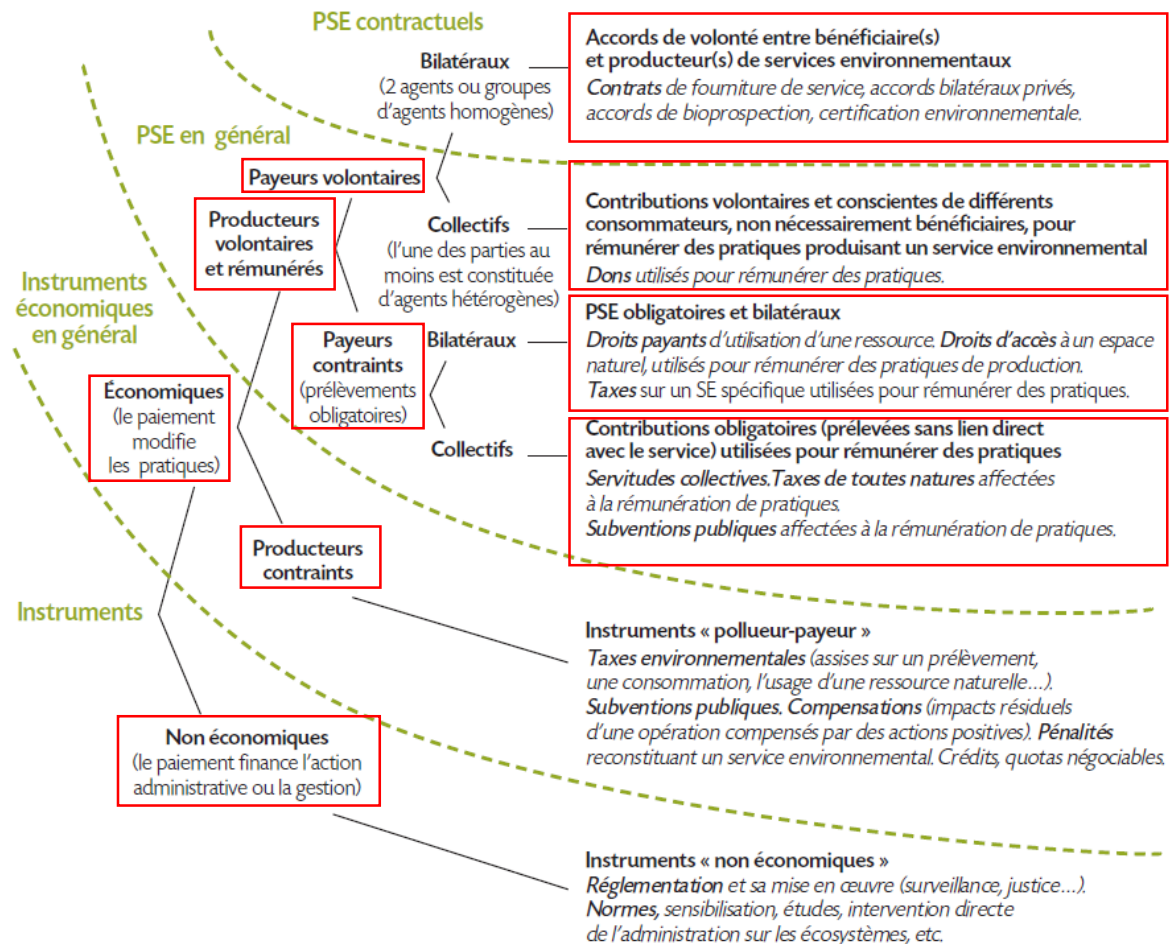 PSE contractuels
Bilatéraux
(2 agents ou groupes
d'agents homogènes)
Accords de volonté entre bénéficiaire(s)
et producteur(s) de services environnementaux
Contrats de fourniture de service, accords bilatéraux privés,
accords de bioprospection, certification environnementale.
PSE en général
Payeurs volontaires
Producteurs
volontaires
et rémunérés
Collectifs
(l'une des parties au
moins est constituée
d'agents hétérogènes)
Contributions volontaires et conscientes de différents
consommateurs, non nécessairement bénéficiaires, pour
rémunérer des pratiques produisant un service environnemental
Dons utilisés pour rémunérer des pratiques.
Instruments
économiques
en général
Payeurs
contraints
(prélèvements
obligatoires)
Bilatéraux
PSE obligatoires et bilatéraux
Droits payants d'utilisation d'une ressource. Droits d'accès à un espace
naturel, utilisés pour rémunérer des pratiques de production.
Taxes sur un SE spécifique utilisées pour rémunérer des pratiques.
Économiques
(le paiement
modifie
les pratiques)
Collectifs
Contributions obligatoires (prélevées sans lien direct
avec le service) utilisées pour rémunérer des pratiques
Servitudes collectives.Taxes de toutes natures affectées
à la rémunération de pratiques.
Subventions publiques affectées à la rémunération de pratiques.
Producteurs
contraints
Instruments
Instruments « pollueur-payeur »
Taxes environnementales (assises sur un prélèvement,
une consommation, l'usage d'une ressource naturelle…).
Subventions publiques. Compensations (impacts résiduels
d'une opération compensés par des actions positives). Pénalités
reconstituant un service environnemental. Crédits, quotas négociables.
Non économiques
(le paiement finance l'action
administrative ou la gestion)
Instruments « non économiques »
Réglementation et sa mise en œuvre (surveillance, justice…).
Normes, sensibilisation, études, intervention directe
de l'administration sur les écosystèmes, etc.